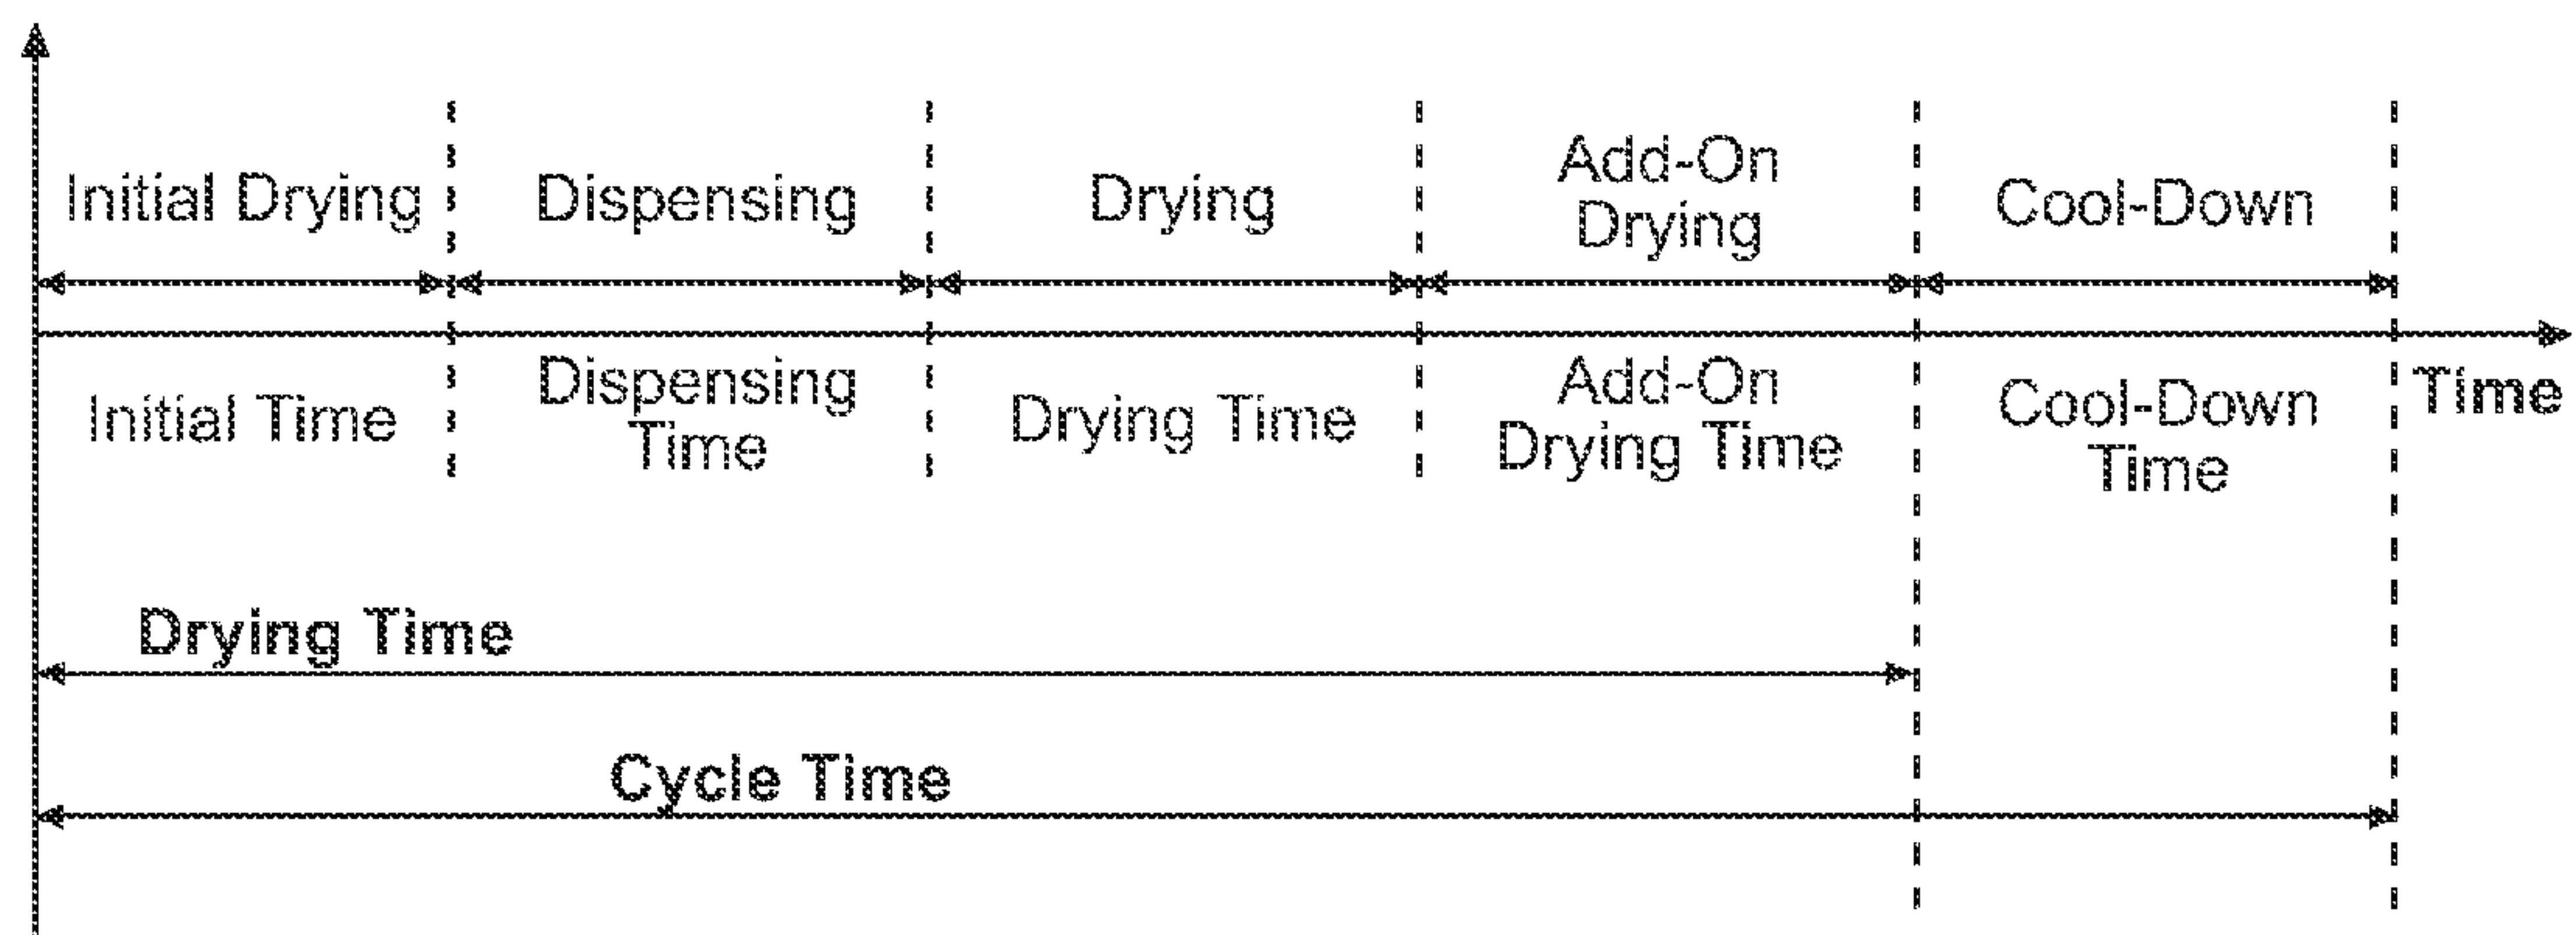 Initial Drying
Dispensing
Drying
Add-On
Drying
Cool-Down
Initial Time
Dispensing
Time
Drying Time
Add-On
Drying Time
Cool-Down
Time
Time
Drying Time
Cycle Time